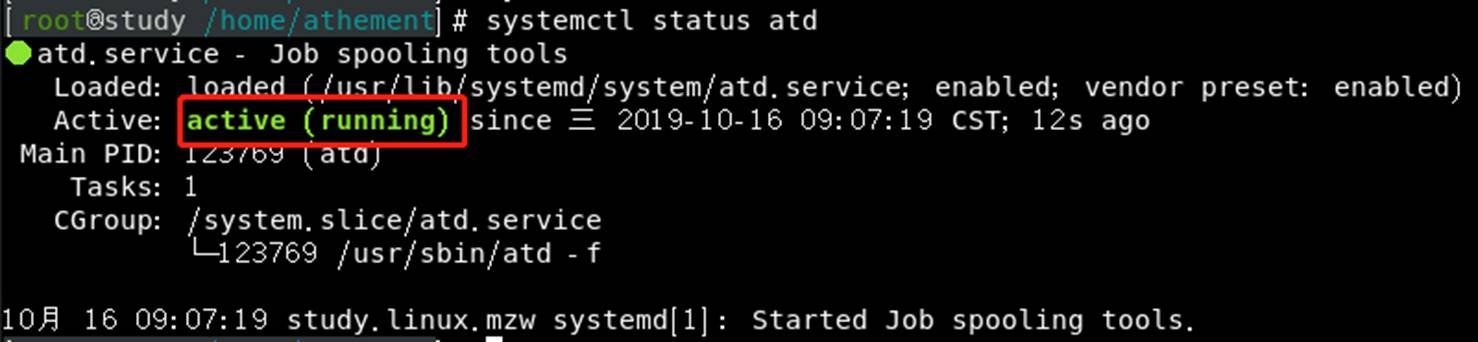 [root@study /home/athement]# systemctl status atd
●atd.service - Job spooling tools
Loaded: loaded (/usr/lib/systemd/system/atd.service; enabled; vendor preset: enabled)
Active: active (running) since 三 2019-10-16 09:07:19 CST; 12s ago
Main PID: 123769 (atd)
Tasks: 1
CGroup: /system.slice/atd.service
└─123769 /usr/sbin/atd -f
10月 16 09:07:19 study.linux.mzw systemd[1]: Started Job spooling tools.